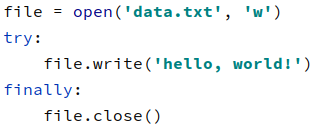 file = open('data.txt', 'w')
try:
    file.write('hello, world!')
finally:
    file.close()